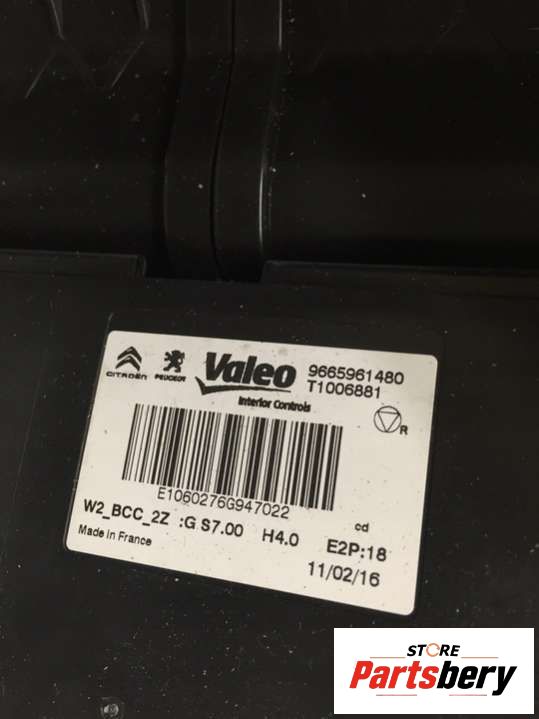 CITROËN PEUGEOT Valeo 9665961480
T1006881
Interior Controls
R
E1060276G947022
W2_BCC_2Z :G S7.00 H4.0 cd E2P:18
Made in France 11/02/16
STORE
Partsbery